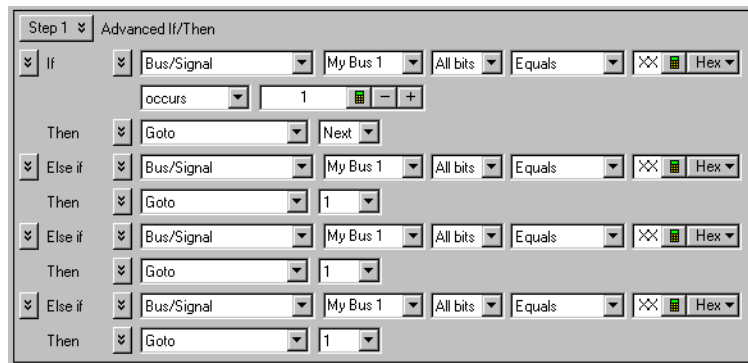 Step 1 Advanced If/Then
If Bus/Signal My Bus 1 All bits Equals XX Hex
occurs 1 − +
Then Goto Next
Else if Bus/Signal My Bus 1 All bits Equals XX Hex
Then Goto 1
Else if Bus/Signal My Bus 1 All bits Equals XX Hex
Then Goto 1
Else if Bus/Signal My Bus 1 All bits Equals XX Hex
Then Goto 1